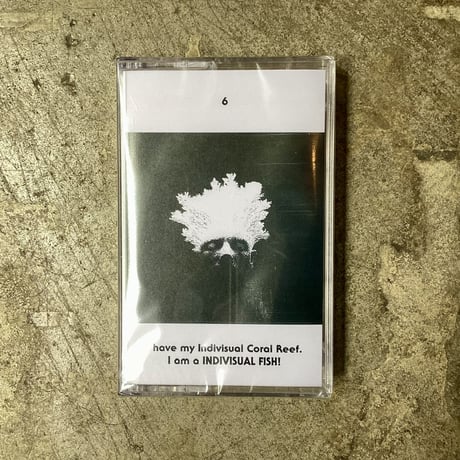 6
have my Indivisual Coral Reef.
I am a INDIVISUAL FISH!